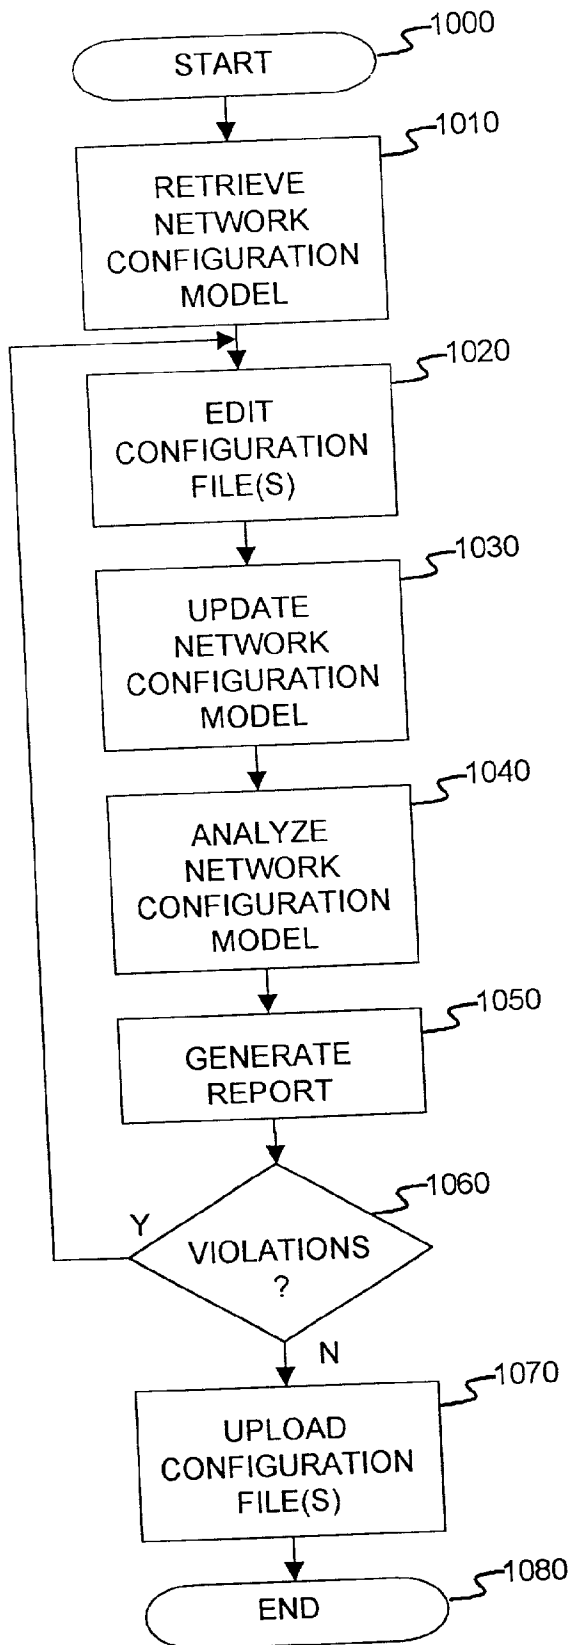 1000
START
1010
RETRIEVE
NETWORK
CONFIGURATION
MODEL
1020
EDIT
CONFIGURATION
FILE(S)
1030
UPDATE
NETWORK
CONFIGURATION
MODEL
1040
ANALYZE
NETWORK
CONFIGURATION
MODEL
1050
GENERATE
REPORT
1060
Y
VIOLATIONS
?
N
1070
UPLOAD
CONFIGURATION
FILE(S)
1080
END